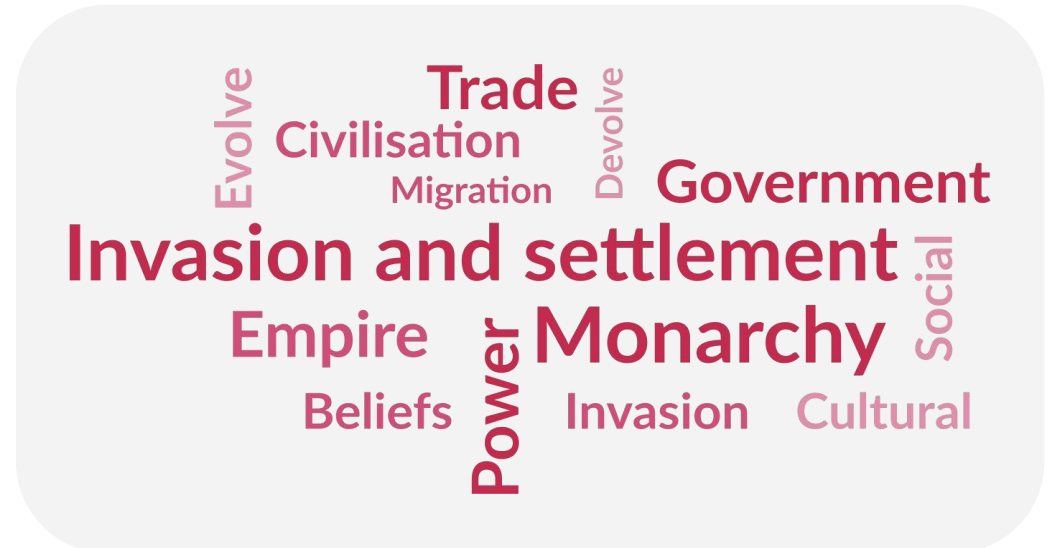 Evolve
Trade
Devolve
Civilisation
Migration
Government
Invasion and settlement
Social
Empire
Power
Monarchy
Beliefs
Invasion
Cultural